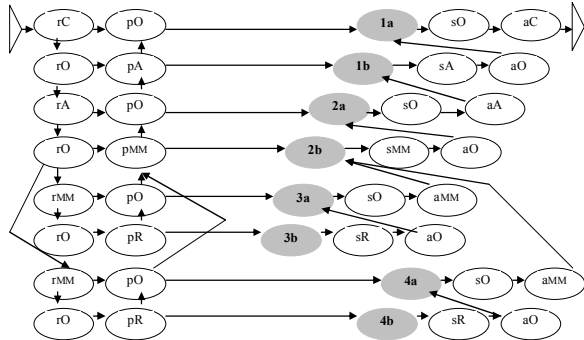 rC pO 1a sO aC
rO pA 1b sA aO
rA pO 2a sO aA
rO pMM 2b sMM aO
rMM pO 3a sO aMM
rO pR 3b sR aO
rMM pO 4a sO aMM
rO pR 4b sR aO